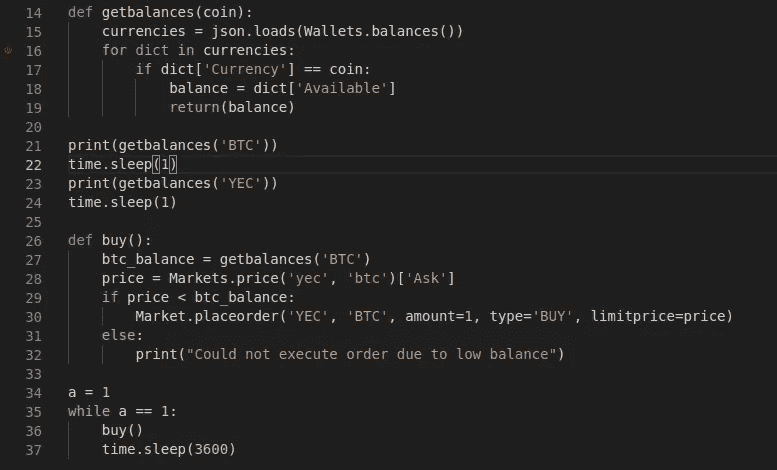 14 def getbalances(coin):
15     currencies = json.loads(Wallets.balances())
16     for dict in currencies:
17         if dict['Currency'] == coin:
18             balance = dict['Available']
19             return(balance)
20
21 print(getbalances('BTC'))
22 time.sleep(1)
23 print(getbalances('YEC'))
24 time.sleep(1)
25
26 def buy():
27     btc_balance = getbalances('BTC')
28     price = Markets.price('yec', 'btc')['Ask']
29     if price < btc_balance:
30         Market.placeorder('YEC', 'BTC', amount=1, type='BUY', limitprice=price)
31     else:
32         print("Could not execute order due to low balance")
33
34 a = 1
35 while a == 1:
36     buy()
37     time.sleep(3600)